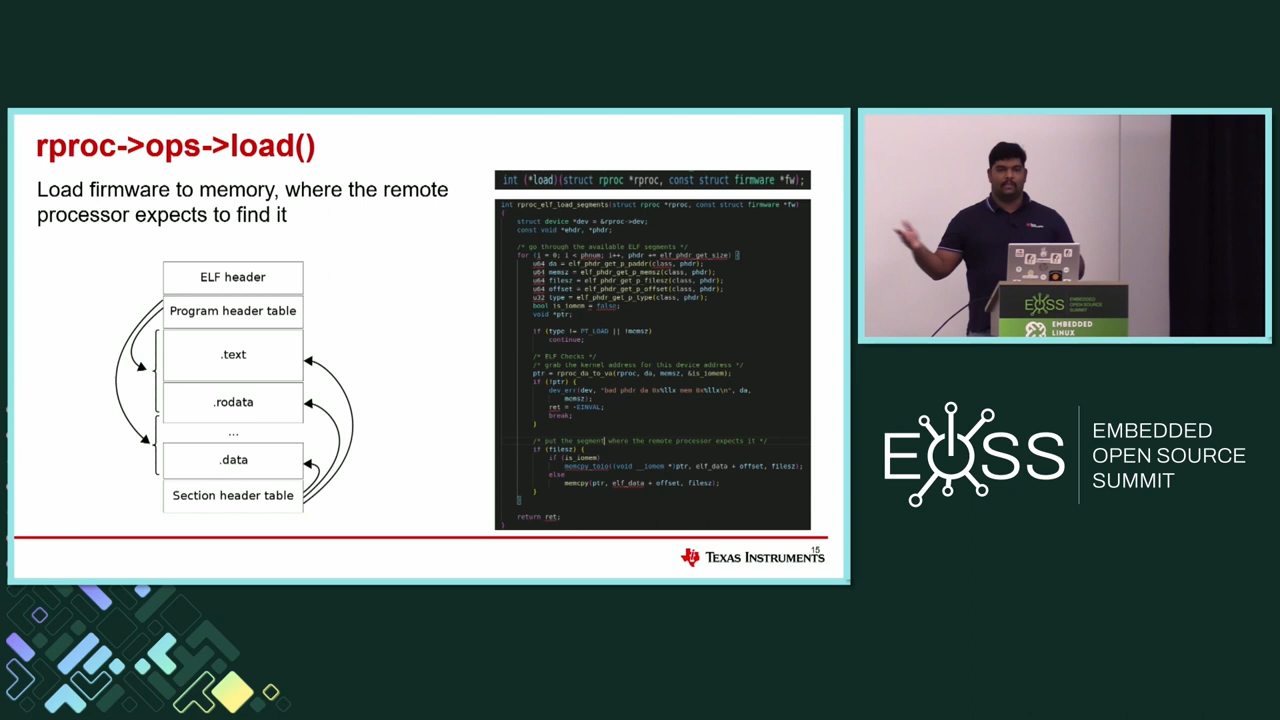 rproc->ops->load()
Load firmware to memory, where the remote
processor expects to find it
ELF header
Program header table
.text
.rodata
...
.data
Section header table
int (*load)(struct rproc *rproc, const struct firmware *fw);
int rproc_elf_load_segments(struct rproc *rproc, const struct firmware *fw)
{
struct device *dev = &rproc->dev;
const void *ehdr, *phdr;
/* go through the available ELF segments */
for (i = 0; i < phnum; i++, phdr += elf_phdr_get_size) {
u64 da = elf_phdr_get_p_paddr(class, phdr);
u64 memsz = elf_phdr_get_p_memsz(class, phdr);
u64 filesz = elf_phdr_get_p_filesz(class, phdr);
u64 offset = elf_phdr_get_p_offset(class, phdr);
u32 type = elf_phdr_get_p_type(class, phdr);
bool is_iomem = false;
void *ptr;
if (type != PT_LOAD || !memsz)
continue;
/* ELF Checks */
/* grab the kernel address for this device address */
ptr = rproc_da_to_va(rproc, da, memsz, &is_iomem);
if (!ptr) {
dev_err(dev, "bad phdr da 0x%llx mem 0x%llx\n", da,
memsz);
ret = -EINVAL;
break;
}
/* put the segment where the remote processor expects it */
if (filesz) {
if (is_iomem)
memcpy_toio((void __iomem *)ptr, elf_data + offset, filesz);
else
memcpy(ptr, elf_data + offset, filesz);
}
}
return ret;
}
15
TEXAS INSTRUMENTS
EOSS
EMBEDDED
OPEN SOURCE
SUMMIT
EMBEDDED
LINUX
EOSS
EMBEDDED
OPEN SOURCE
SUMMIT